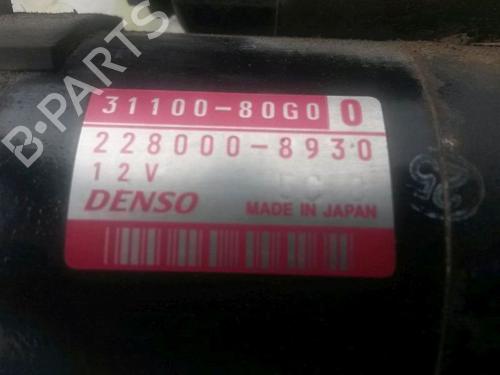 31100-80G0 0
228000-8930
12V
DENSO
MADE IN JAPAN
B-PARTS